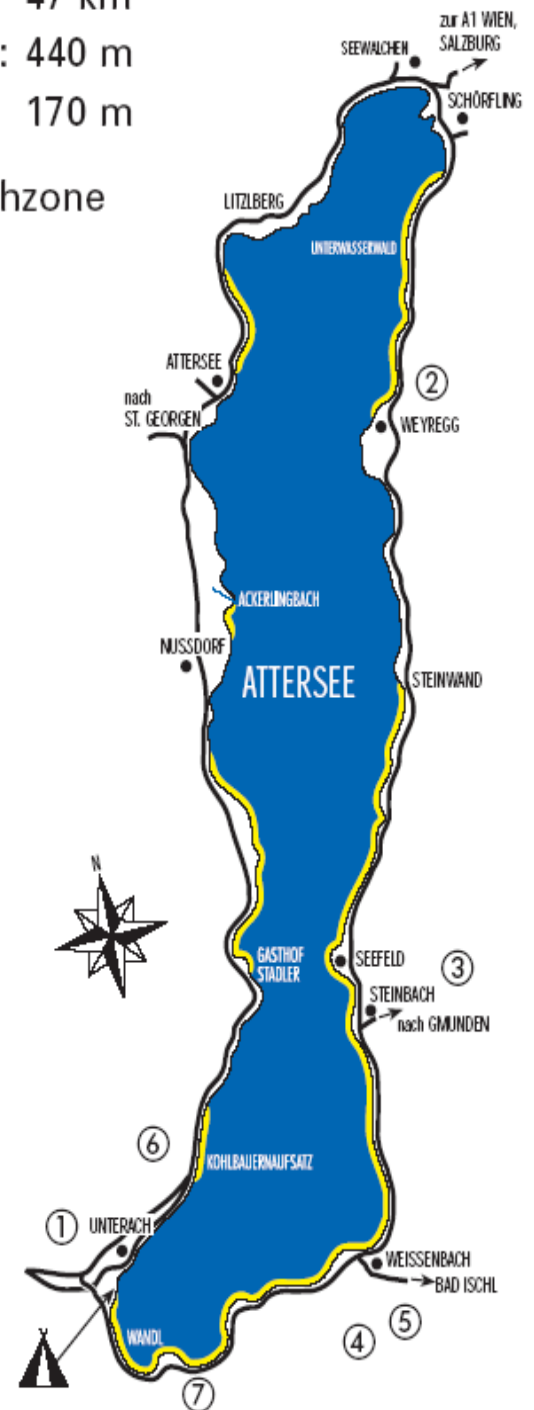 47 km
: 440 m
170 m
hzone
zur A1 WIEN,
SALZBURG
SEEWALCHEN
SCHÖRFLING
LITZLBERG
UNTERWASSERWALD
ATTERSEE
nach
ST. GEORGEN
②
WEYREGG
ACKERLINGBACH
NUSSDORF
ATTERSEE
STEINWAND
N
GASTHOF
STADLER
SEEFELD
③
STEINBACH
nach GMUNDEN
⑥
KOHLBAUERNAUFSATZ
①
UNTERACH
WEISSENBACH
BAD ISCHL
⑤
④
WANDL
⑦